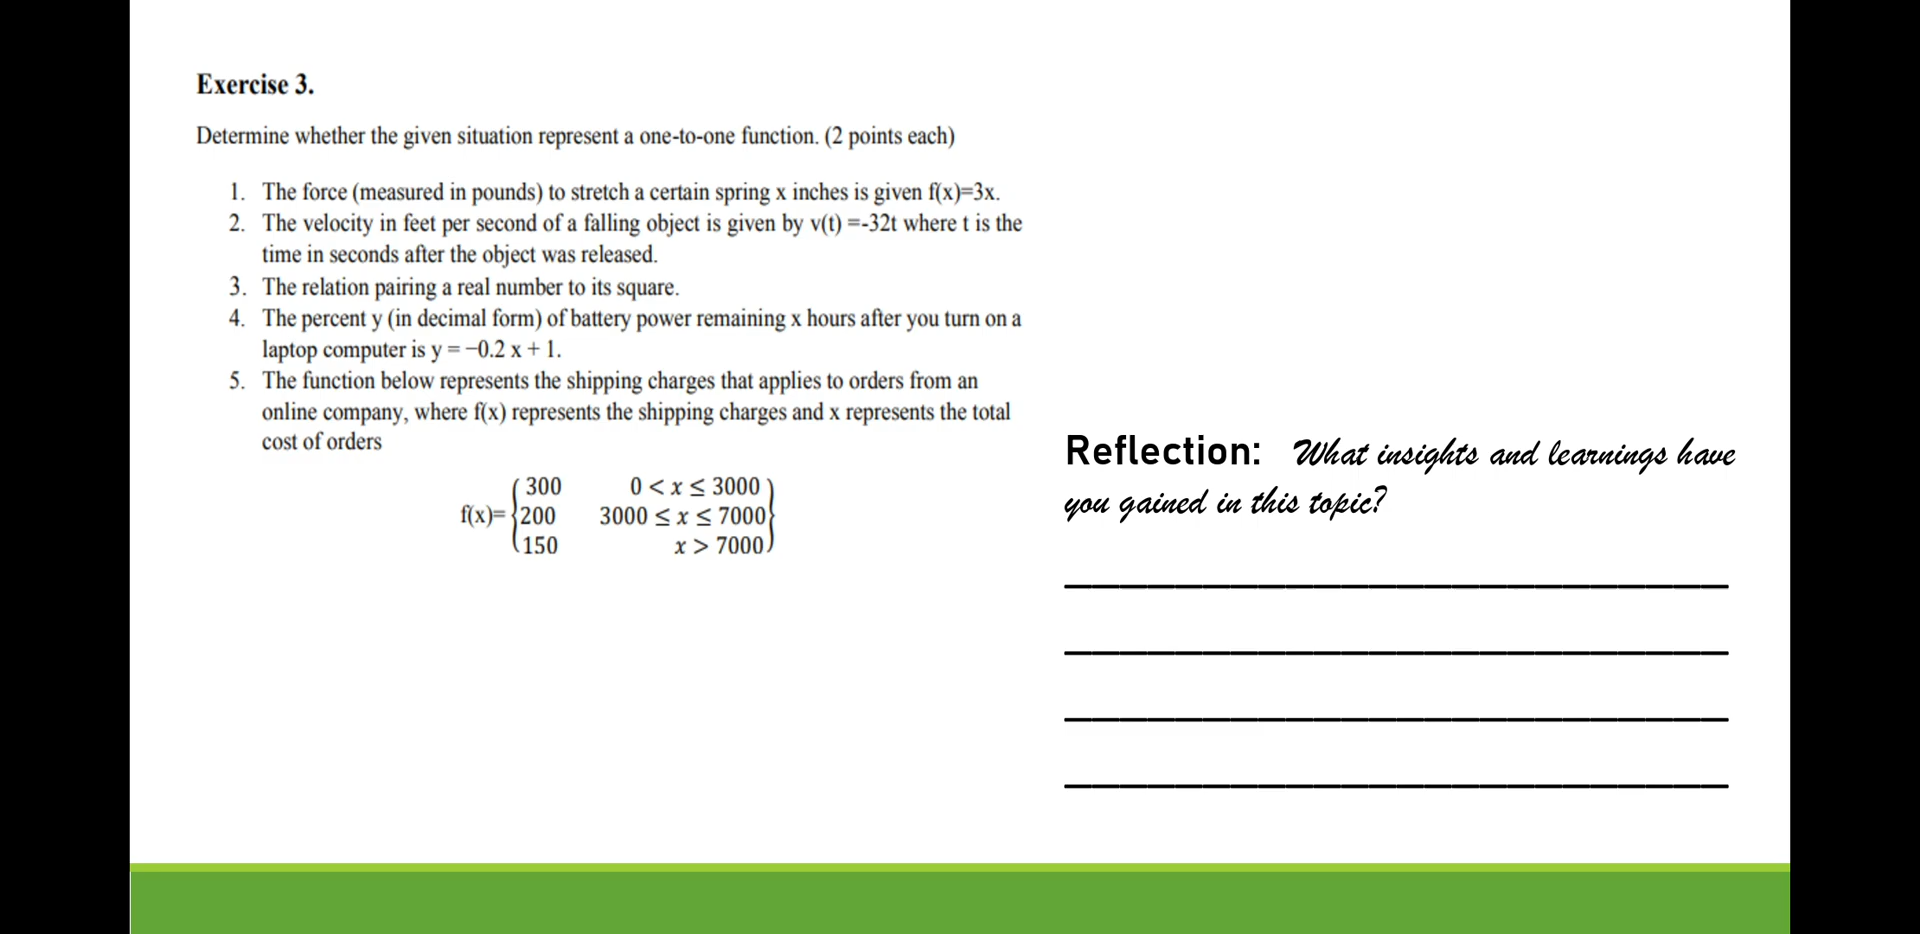 Exercise 3.
Determine whether the given situation represent a one-to-one function. (2 points each)
1. The force (measured in pounds) to stretch a certain spring x inches is given f(x)=3x.
2. The velocity in feet per second of a falling object is given by v(t) =-32t where t is the
time in seconds after the object was released.
3. The relation pairing a real number to its square.
4. The percent y (in decimal form) of battery power remaining x hours after you turn on a
laptop computer is y = −0.2 x + 1.
5. The function below represents the shipping charges that applies to orders from an
online company, where f(x) represents the shipping charges and x represents the total
cost of orders
300 0 < x ≤ 3000
f(x)= {200 3000 ≤ x ≤ 7000}
150 x > 7000
Reflection: What insights and learnings have
you gained in this topic?